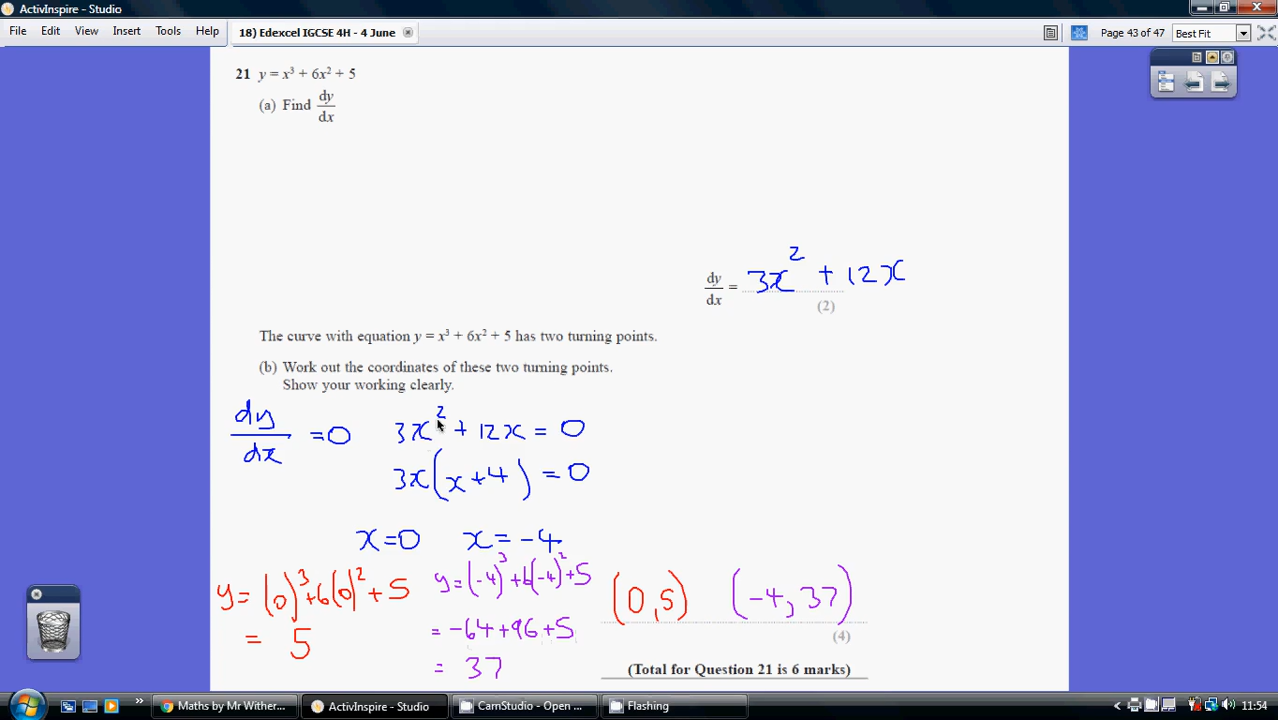 ActivInspire - Studio
File Edit View Insert Tools Help 18) Edexcel IGCSE 4H - 4 June Page 43 of 47 Best Fit
21 y = x³ + 6x² + 5
(a) Find dy/dx
dy/dx = 3x² + 12x
(2)
The curve with equation y = x³ + 6x² + 5 has two turning points.
(b) Work out the coordinates of these two turning points.
Show your working clearly.
dy/dx = 0 3x² + 12x = 0
3x(x+4) = 0
x=0 x = -4
y = (0)³+6(0)²+5 y=(-4)³+6(-4)²+5 (0,5) (-4,37)
= 5 = -64+96+5
= 37
(4)
(Total for Question 21 is 6 marks)
Maths by Mr Wither... ActivInspire - Studio CamStudio - Open ... Flashing 11:54